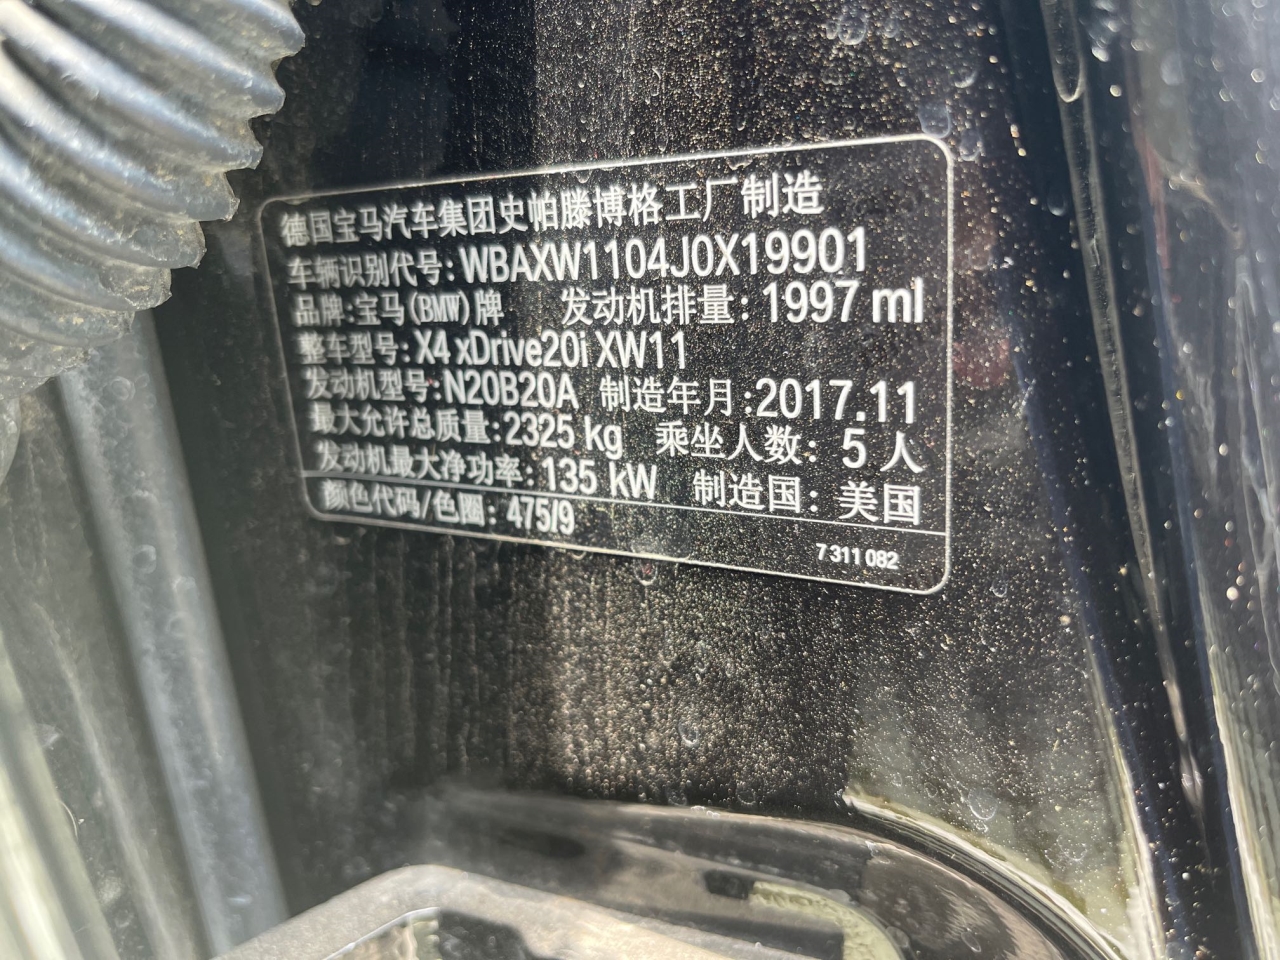 德国宝马汽车集团史帕滕博格工厂制造
车辆识别代号:WBAXW1104J0X19901
品牌:宝马(BMW)牌 发动机排量: 1997 ml
整车型号:X4 xDrive20i XW11
发动机型号:N20B20A 制造年月:2017.11
最大允许总质量:2325 kg 乘坐人数: 5 人
发动机最大净功率: 135 kW 制造国: 美国
颜色代码/色圈: 475/9
7 311 082